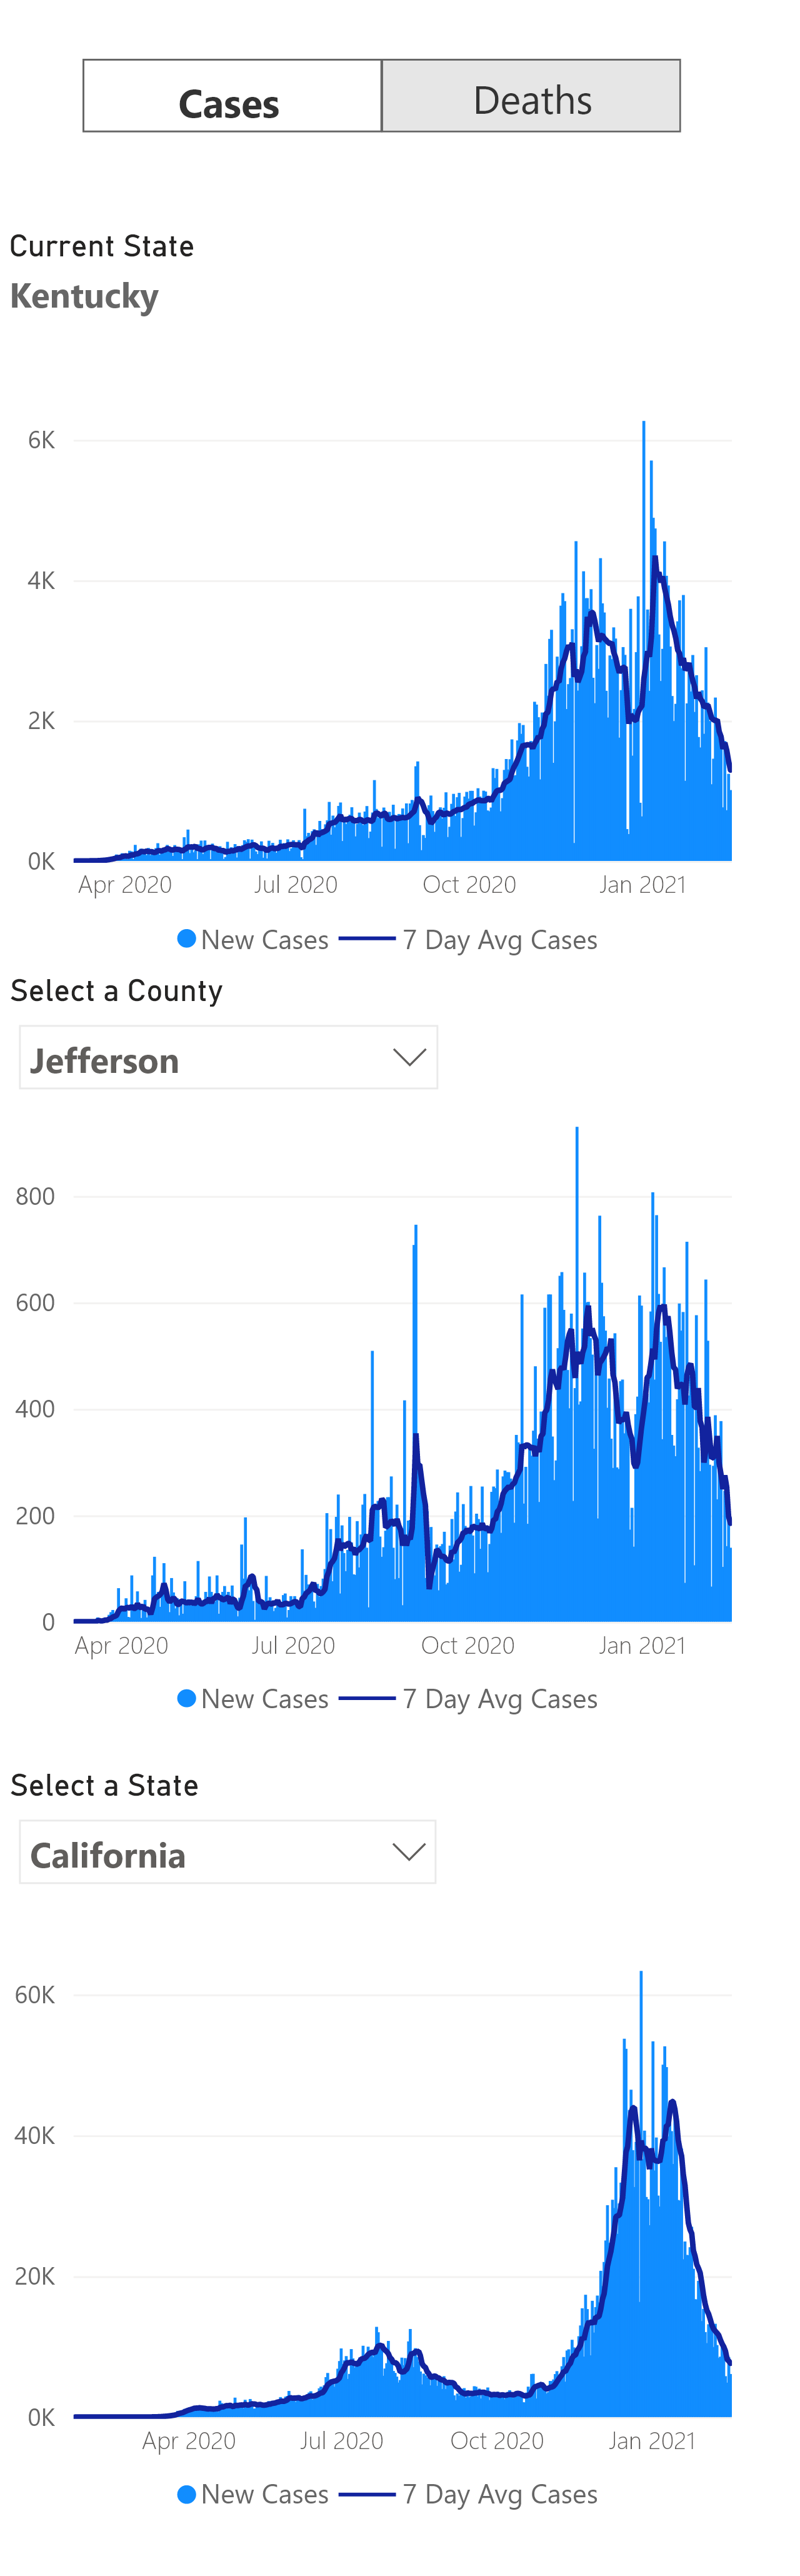 Cases Deaths
Current State
Kentucky
6K
4K
2K
0K
Apr 2020 Jul 2020 Oct 2020 Jan 2021
New Cases 7 Day Avg Cases
Select a County
Jefferson
800
600
400
200
0
Apr 2020 Jul 2020 Oct 2020 Jan 2021
New Cases 7 Day Avg Cases
Select a State
California
60K
40K
20K
0K
Apr 2020 Jul 2020 Oct 2020 Jan 2021
New Cases 7 Day Avg Cases